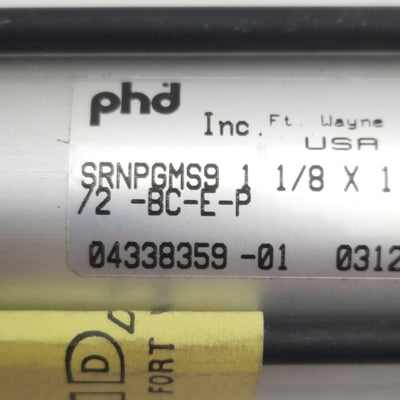 phd
Inc. Ft. Wayne
USA
SRNPGMS9 1 1/8 X 1
/2 -BC-E-P
04338359 -01 0312
D
FORT